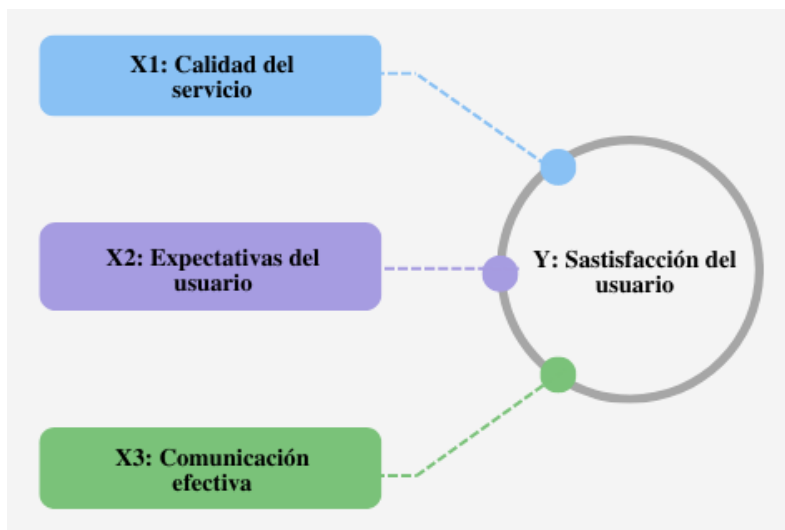 X1: Calidad del
servicio
X2: Expectativas del
usuario
Y: Sastisfacción del
usuario
X3: Comunicación
efectiva